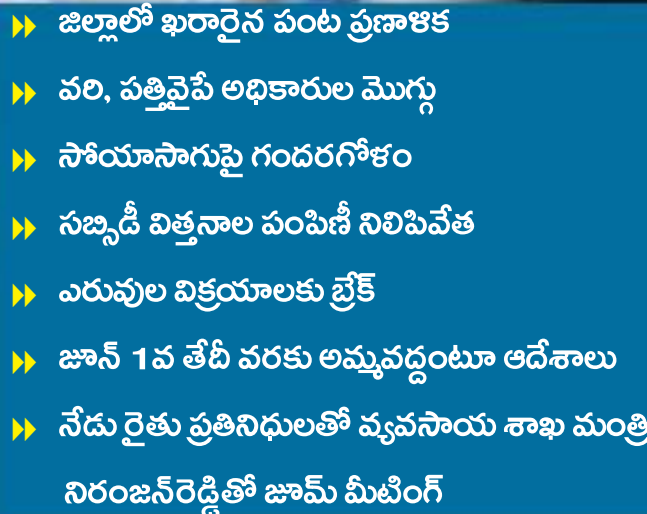 జిల్లాలో ఖరారైన పంట ప్రణాళిక
వరి, పత్తివైపే అధికారుల మొగ్గు
సోయాసాగుపై గందరగోళం
సబ్సిడీ విత్తనాల పంపిణీ నిలిపివేత
ఎరువుల విక్రయాలకు బ్రేక్
జూన్ 1వ తేదీ వరకు అమ్మవద్దంటూ ఆదేశాలు
నేడు రైతు ప్రతినిధులతో వ్యవసాయ శాఖ మంత్రి
నిరంజన్‌రెడ్డితో జూమ్ మీటింగ్